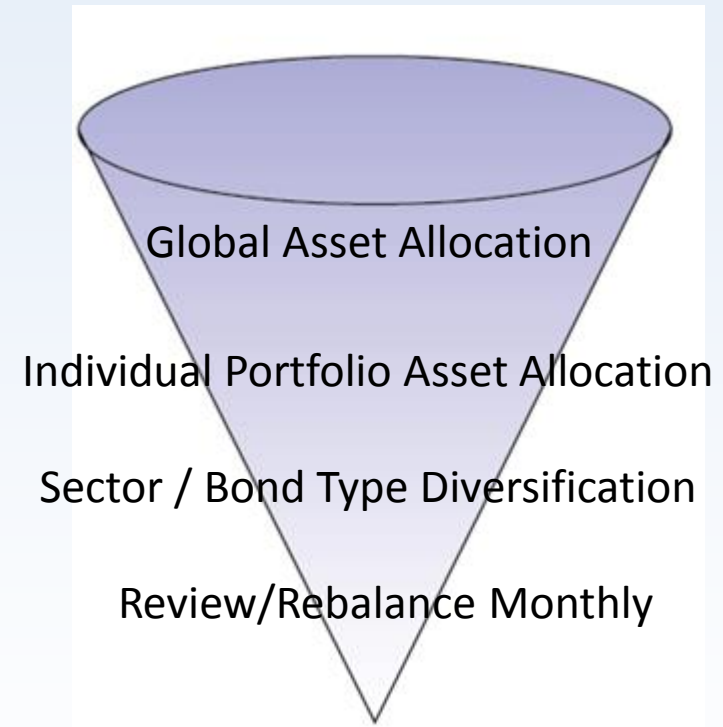 Global Asset Allocation
Individual Portfolio Asset Allocation
Sector / Bond Type Diversification
Review/Rebalance Monthly